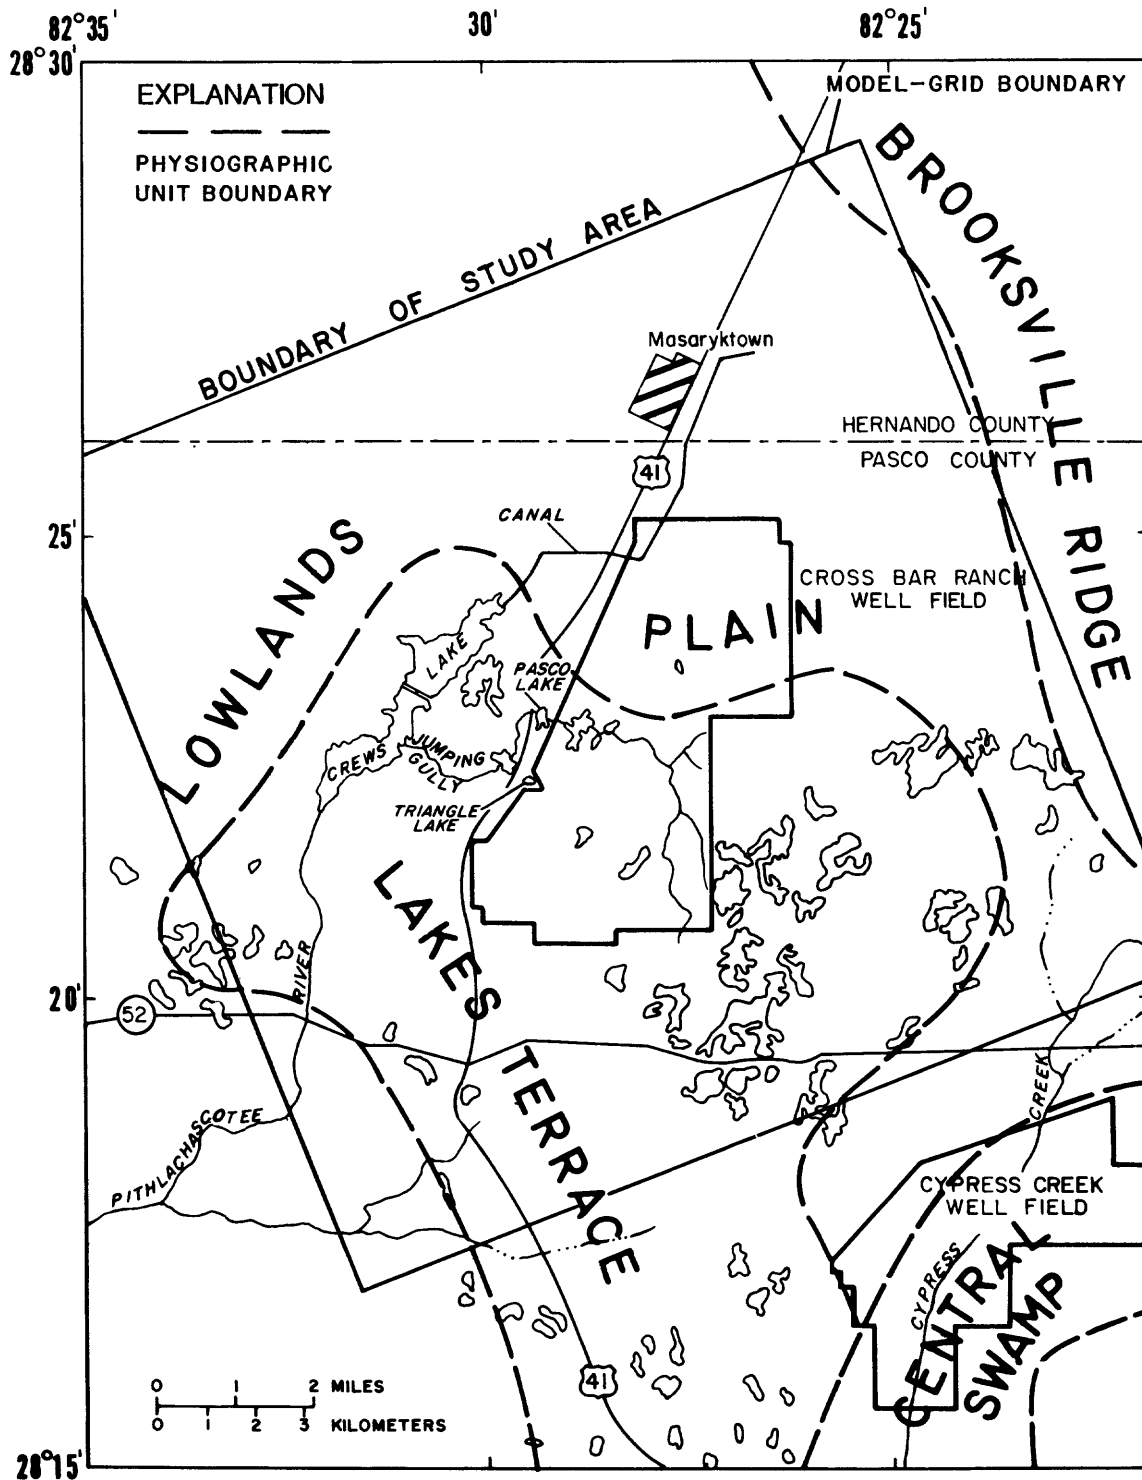 82°35'
30'
82°25'
28°30'
MODEL-GRID BOUNDARY
EXPLANATION
PHYSIOGRAPHIC
UNIT BOUNDARY
BROOKSVILLE RIDGE
BOUNDARY OF STUDY AREA
Masaryktown
HERNANDO COUNTY
PASCO COUNTY
41
CANAL
25'
LOWLANDS
CROSS BAR RANCH
WELL FIELD
PLAIN
LAKE
PASCO
LAKE
CREWS
JUMPING
GULLY
TRIANGLE
LAKE
LAKES TERRACE
RIVER
20'
52
CREEK
PITHLACHASCOTEE
CYPRESS CREEK
WELL FIELD
CYPRESS
CENTRAL
SWAMP
41
0 1 2 MILES
0 1 2 3 KILOMETERS
28°15'